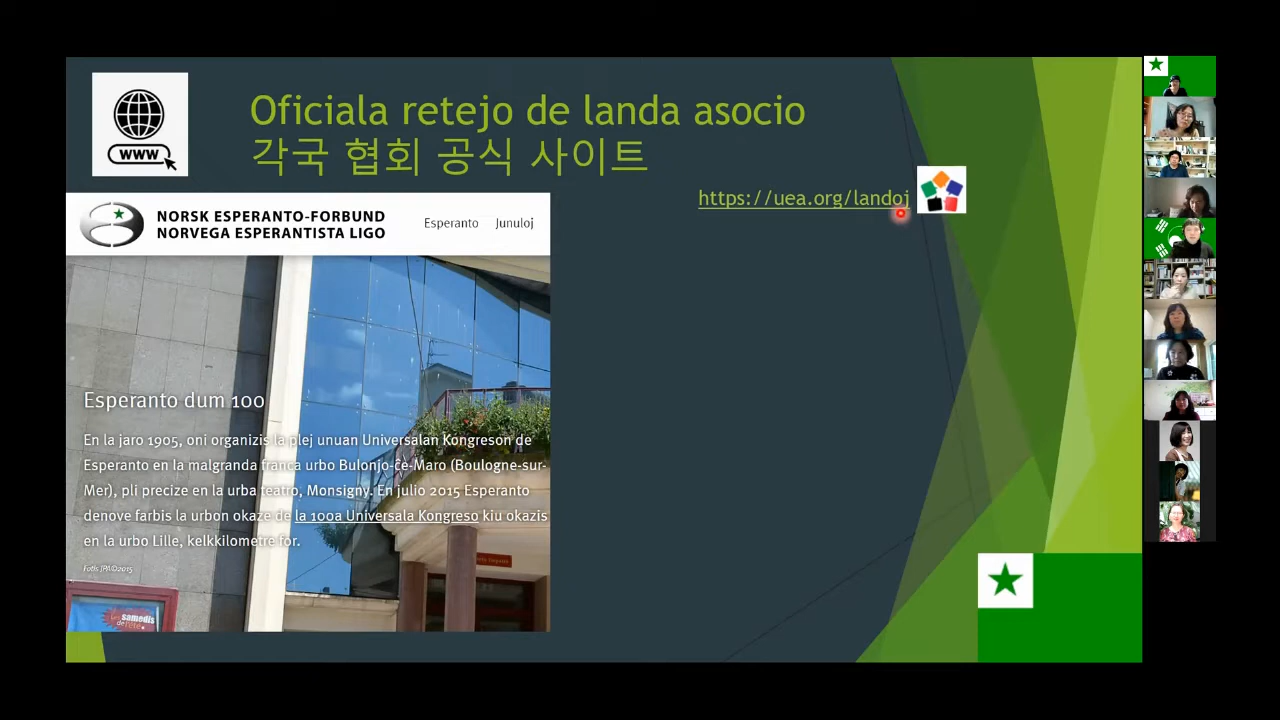 www
Oficiala retejo de landa asocio
각국 협회 공식 사이트
https://uea.org/landoj
NORSK ESPERANTO-FORBUND
NORVEGA ESPERANTISTA LIGO
Esperanto Junuloj
Esperanto dum 100
En la jaro 1905, oni organizis la plej unuan Universalan Kongreson de
Esperanto en la malgranda franca urbo Bulonjo-ĉe-Maro (Boulogne-sur-
Mer), pli precize en la urba teatro, Monsigny. En julio 2015 Esperanto
denove farbis la urbon okaze de la 100a Universala Kongreso kiu okazis
en la urbo Lille, kelkkilometre for.
samedis